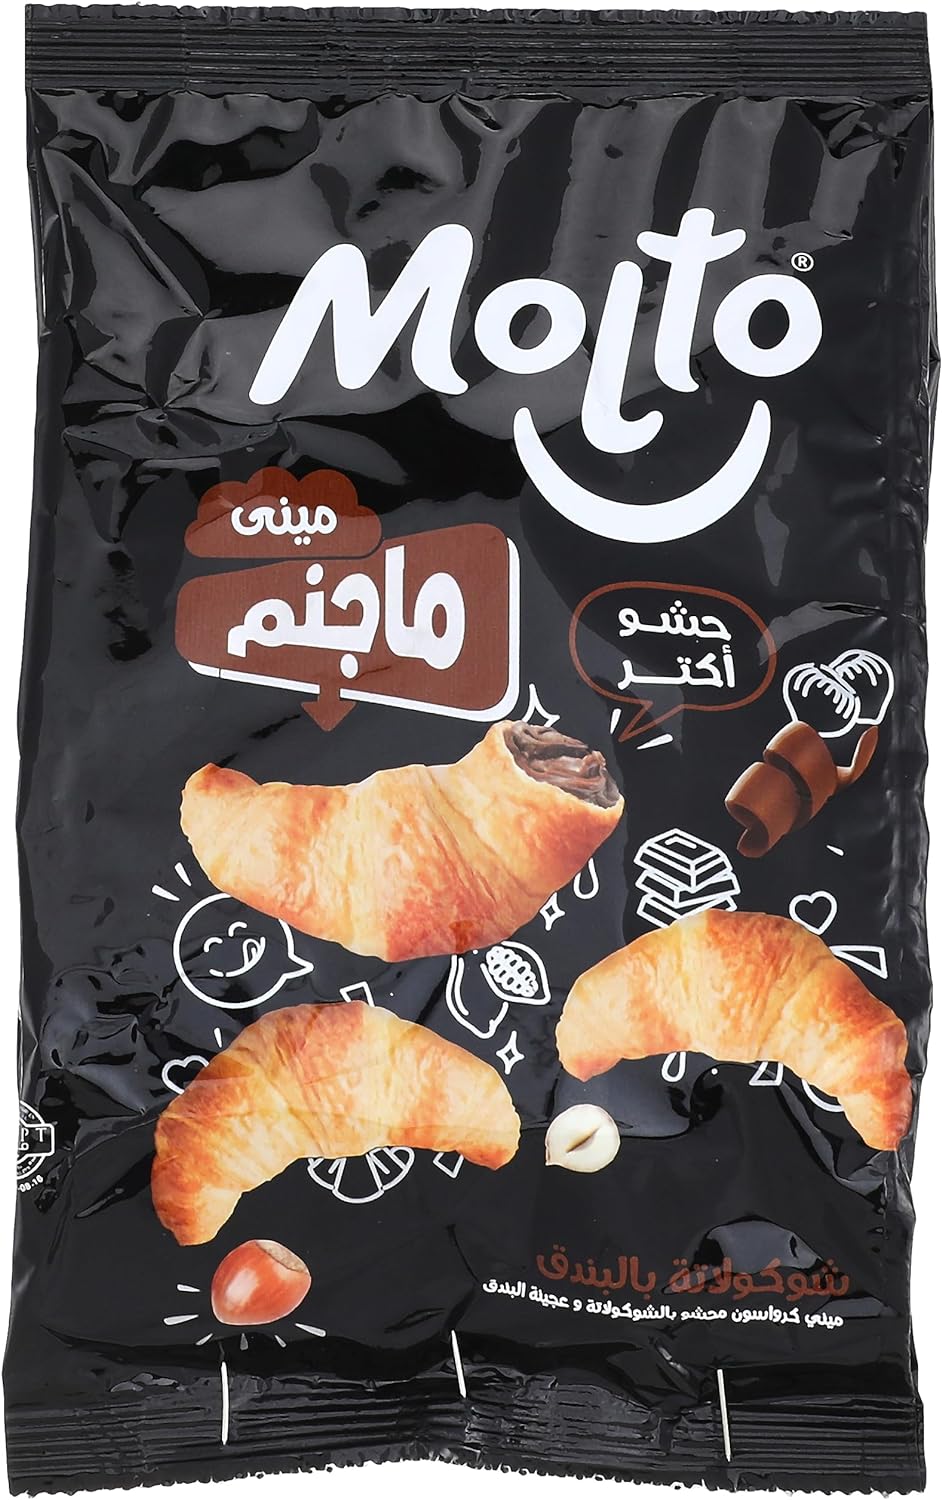 Molto®
ميني
ماجنم
حشو
أكتر
شوكولاتة بالبندق
ميني كرواسون محشو بالشوكولاتة و عجينة البندق